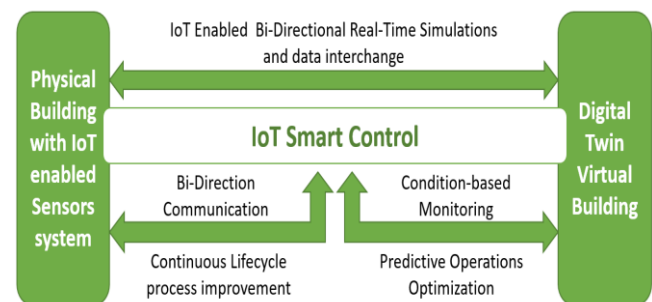 IoT Enabled Bi-Directional Real-Time Simulations
and data interchange
Physical
Building
with IoT
enabled
Sensors
system
IoT Smart Control
Digital
Twin
Virtual
Building
Bi-Direction
Communication
Condition-based
Monitoring
Continuous Lifecycle
process improvement
Predictive Operations
Optimization